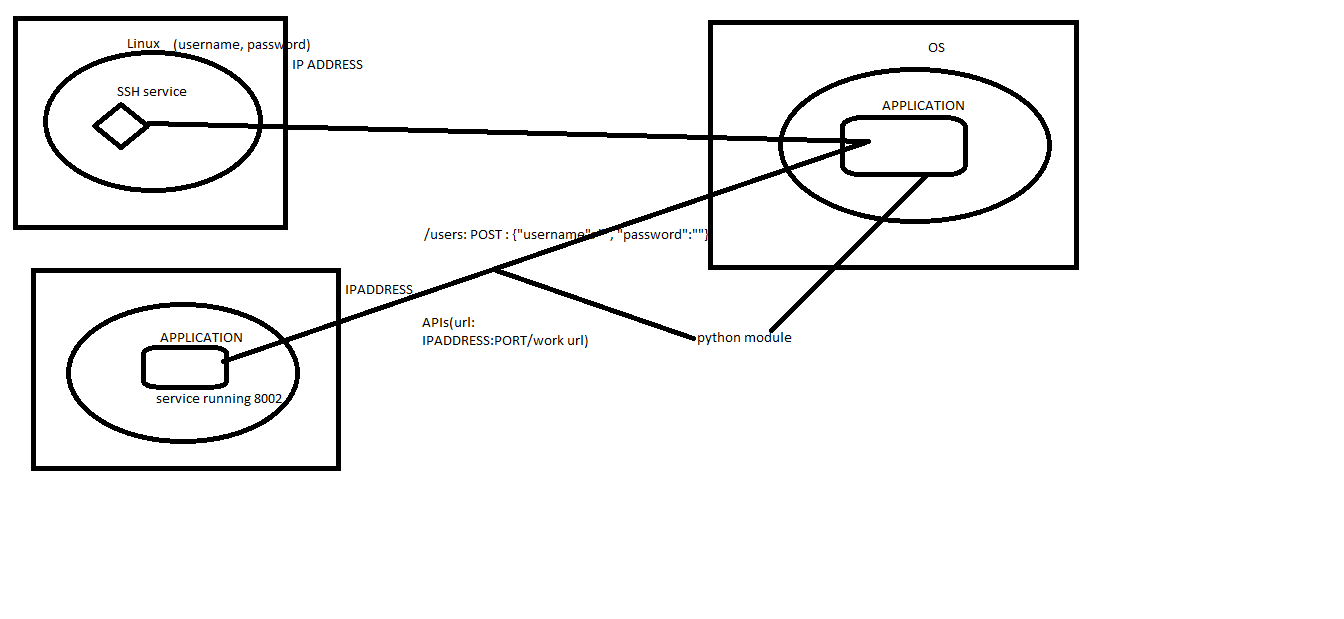 Linux (username, password)
IP ADDRESS
SSH service
OS
APPLICATION
/users: POST : {"username":"", "password":""}
IPADDRESS
APIs(url:
IPADDRESS:PORT/work url)
python module
APPLICATION
service running 8002